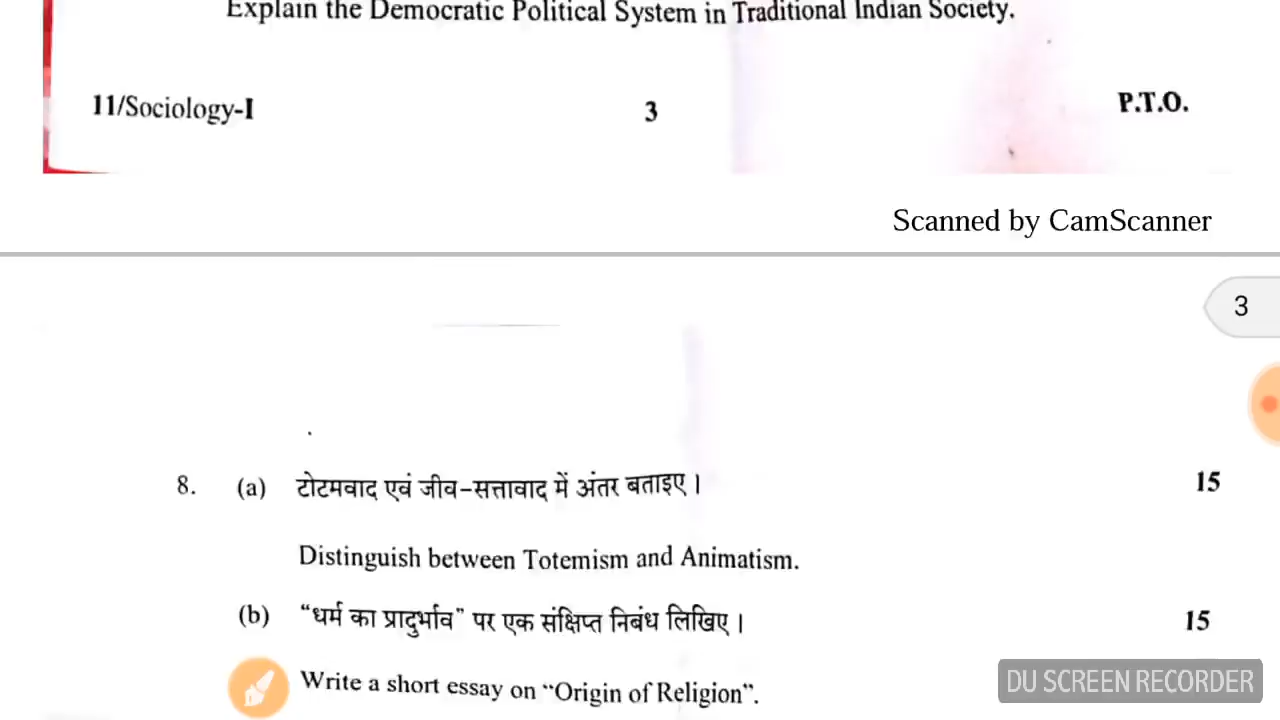 Explain the Democratic Political System in Traditional Indian Society.
11/Sociology-I 3 P.T.O.
Scanned by CamScanner
3
8. (a) टोटमवाद एवं जीव-सत्तावाद में अंतर बताइए। 15
Distinguish between Totemism and Animatism.
(b) “धर्म का प्रादुर्भाव” पर एक संक्षिप्त निबंध लिखिए। 15
Write a short essay on “Origin of Religion”.
DU SCREEN RECORDER